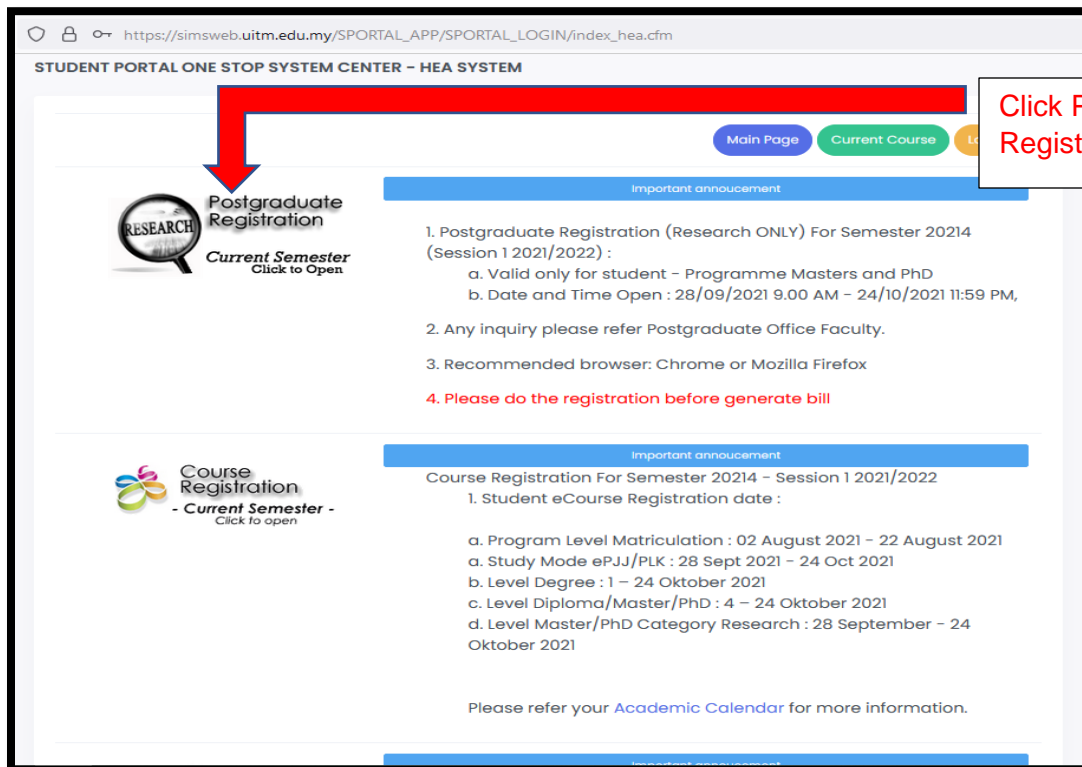 https://simsweb.uitm.edu.my/SPORTAL_APP/SPORTAL_LOGIN/index_hea.cfm
STUDENT PORTAL ONE STOP SYSTEM CENTER - HEA SYSTEM
Click
Main Page
Current Course
RESEARCH
Postgraduate
Registration
Current Semester
Click to Open
Important annoucement
1. Postgraduate Registration (Research ONLY) For Semester 20214
(Session 1 2021/2022) :
a. Valid only for student - Programme Masters and PhD
b. Date and Time Open : 28/09/2021 9.00 AM - 24/10/2021 11:59 PM,
2. Any inquiry please refer Postgraduate Office Faculty.
3. Recommended browser: Chrome or Mozilla Firefox
4. Please do the registration before generate bill
Course
Registration
- Current Semester -
Click to open
Important annoucement
Course Registration For Semester 20214 - Session 1 2021/2022
1. Student eCourse Registration date :
a. Program Level Matriculation : 02 August 2021 - 22 August 2021
a. Study Mode ePJJ/PLK : 28 Sept 2021 - 24 Oct 2021
b. Level Degree : 1 – 24 Oktober 2021
c. Level Diploma/Master/PhD : 4 – 24 Oktober 2021
d. Level Master/PhD Category Research : 28 September - 24
Oktober 2021
Please refer your Academic Calendar for more information.